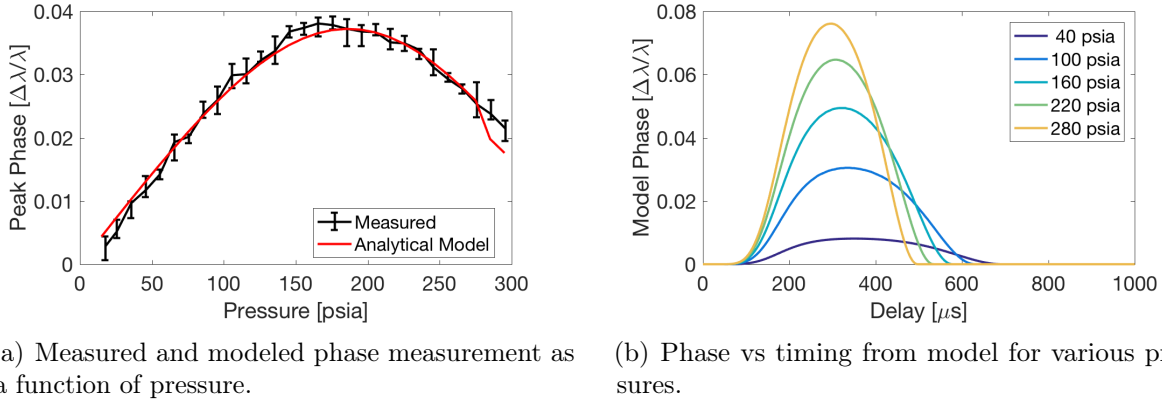 0.04
0.03
0.02
0.01
0
Peak Phase [Δλ/λ]
0 50 100 150 200 250 300
Pressure [psia]
Measured
Analytical Model
0.08
0.06
0.04
0.02
0
Model Phase [Δλ/λ]
0 200 400 600 800 1000
Delay [μs]
40 psia
100 psia
160 psia
220 psia
280 psia
a) Measured and modeled phase measurement as
a function of pressure.
(b) Phase vs timing from model for various p
sures.